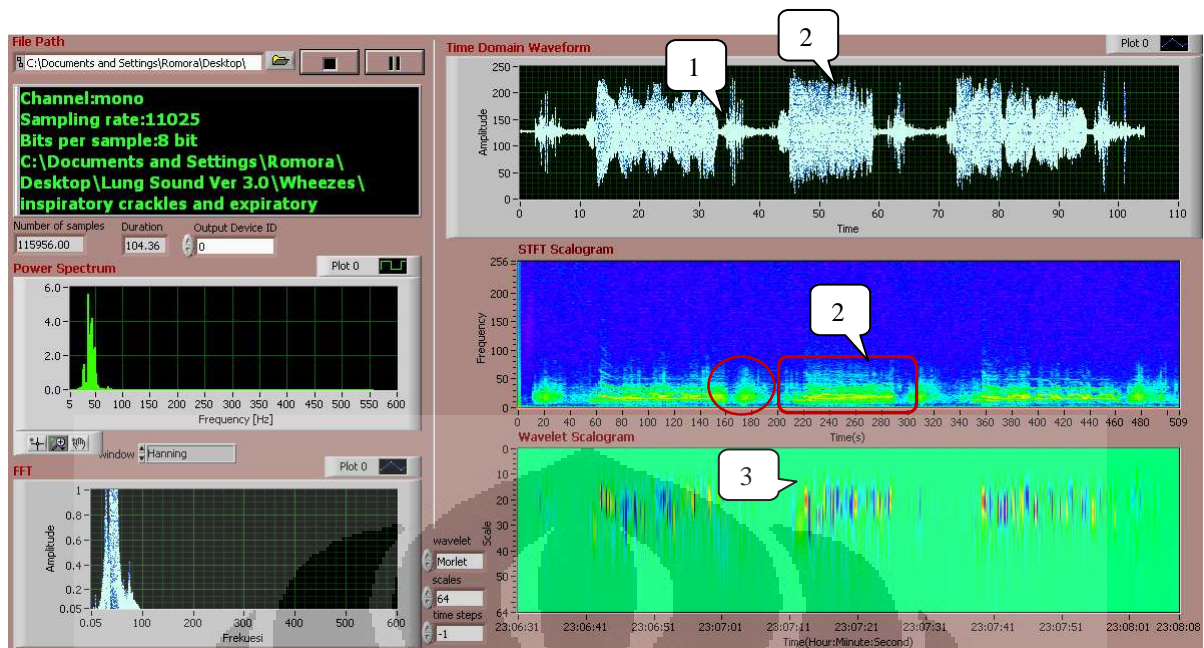 File Path
C:\Documents and Settings\Romora\Desktop\
Channel:mono
Sampling rate:11025
Bits per sample:8 bit
C:\Documents and Settings\Romora\
Desktop\Lung Sound Ver 3.0\Wheezes\
inspiratory crackles and expiratory
Number of samples Duration Output Device ID
115956.00 104.36 0
Power Spectrum
Plot 0
6.0
4.0
2.0
0.0
5 50 100 150 200 250 300 350 400 450 500 550 600
Frequency [Hz]
window Hanning
FFT
Plot 0
Amplitude
1
0.8
0.6
0.4
0.2
0.05
0.05 100 200 300 400 500 600
Frekuesi
wavelet
Morlet
scales
64
time steps
-1
Time Domain Waveform
Plot 0
1
2
Amplitude
250
200
150
100
50
0
0 10 20 30 40 50 60 70 80 90 100 110
Time
STFT Scalogram
2
Frequency
256
200
150
100
50
0
0 20 40 60 80 100 120 140 160 180 200 220 240 260 280 300 320 340 360 380 400 420 440 460 480 509
Time(s)
Wavelet Scalogram
3
Scale
0
10
20
30
40
50
64
23:06:31 23:06:41 23:06:51 23:07:01 23:07:11 23:07:21 23:07:31 23:07:41 23:07:51 23:08:01 23:08:08
Time(Hour:Miinute:Second)